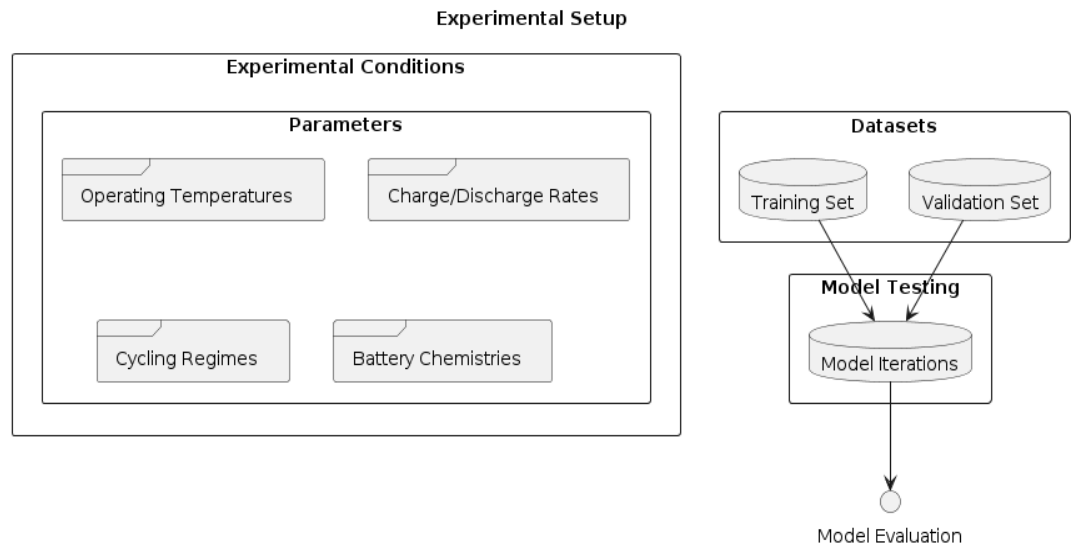 Experimental Setup
Experimental Conditions
Parameters
Operating Temperatures
Charge/Discharge Rates
Cycling Regimes
Battery Chemistries
Datasets
Training Set
Validation Set
Model Testing
Model Iterations
Model Evaluation